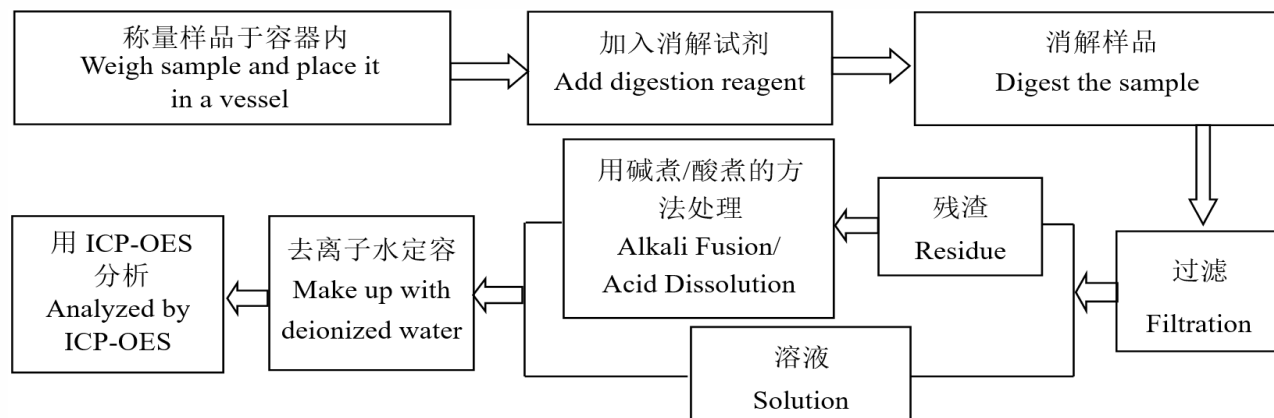 称量样品于容器内
Weigh sample and place it
in a vessel
加入消解试剂
Add digestion reagent
消解样品
Digest the sample
过滤
Filtration
残渣
Residue
溶液
Solution
用碱煮/酸煮的方
法处理
Alkali Fusion/
Acid Dissolution
去离子水定容
Make up with
deionized water
用 ICP-OES
分析
Analyzed by
ICP-OES